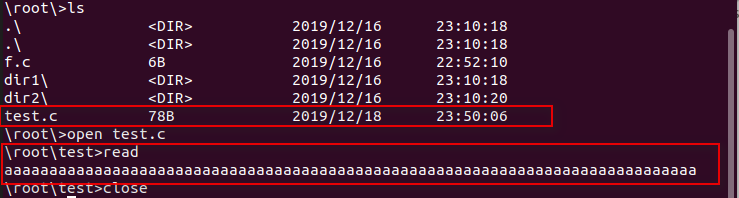 \root\>ls
.\ <DIR> 2019/12/16 23:10:18
.\ <DIR> 2019/12/16 23:10:18
f.c 6B 2019/12/16 22:52:10
dir1\ <DIR> 2019/12/16 23:10:18
dir2\ <DIR> 2019/12/16 23:10:20
test.c 78B 2019/12/18 23:50:06
\root\>open test.c
\root\test>read
aaaaaaaaaaaaaaaaaaaaaaaaaaaaaaaaaaaaaaaaaaaaaaaaaaaaaaaaaaaaaaaaaaaaaaaaaaaaa
\root\test>close